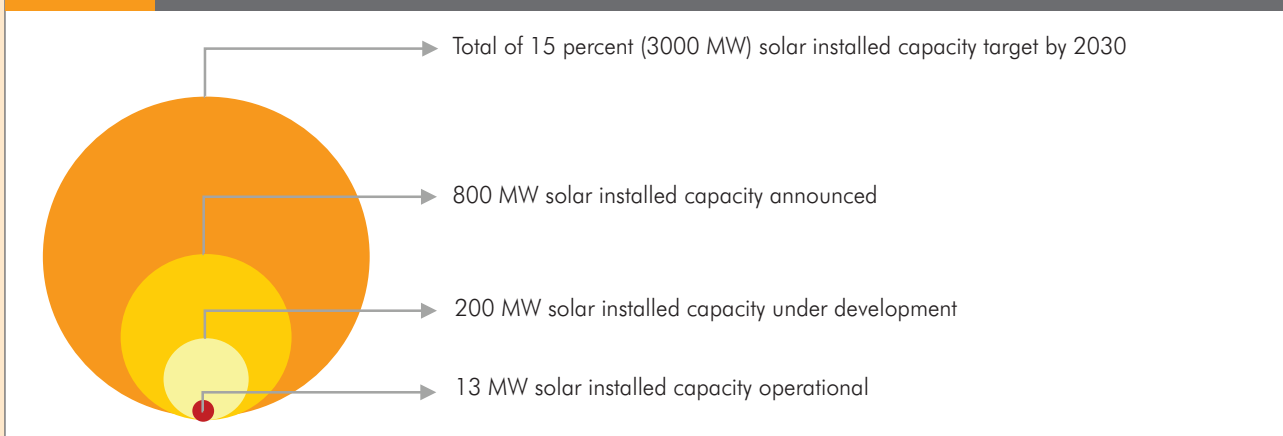 Total of 15 percent (3000 MW) solar installed capacity target by 2030
800 MW solar installed capacity announced
200 MW solar installed capacity under development
13 MW solar installed capacity operational